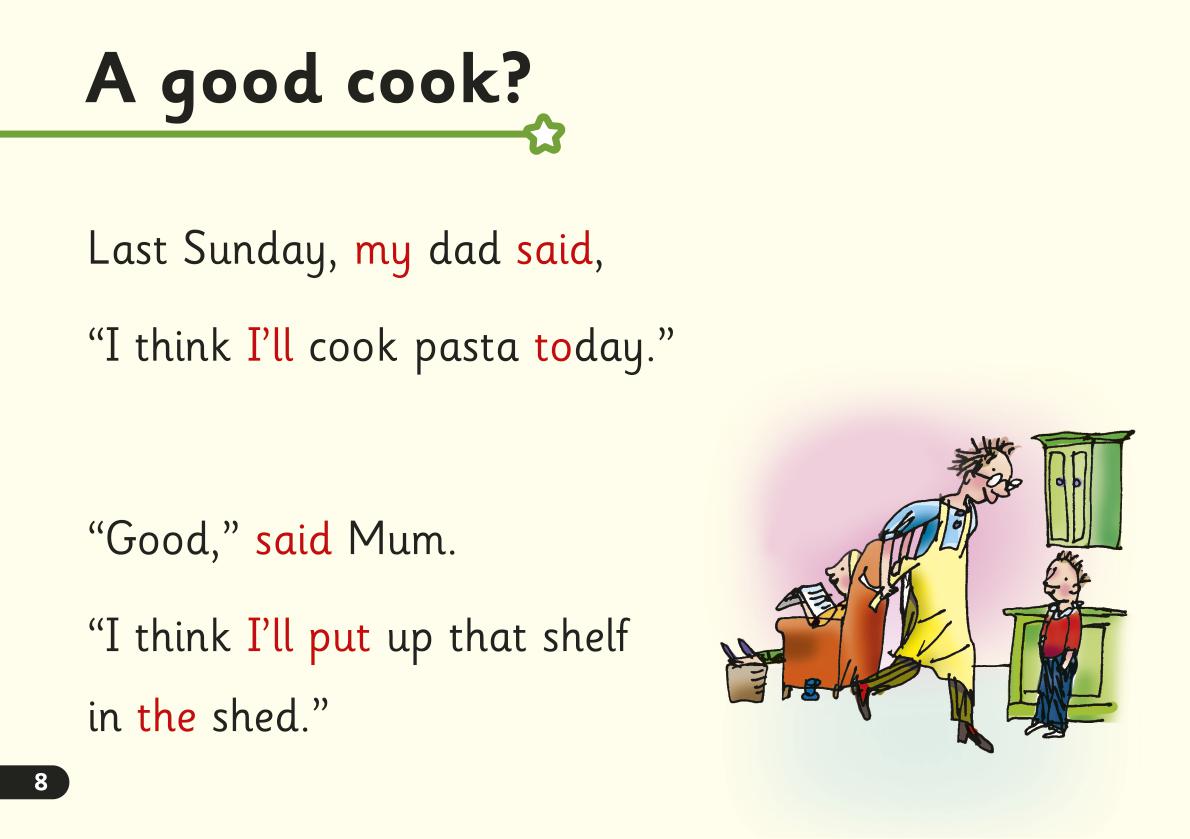 A good cook?
Last Sunday, my dad said,
“I think I’ll cook pasta today.”
“Good,” said Mum.
“I think I’ll put up that shelf
in the shed.”
8